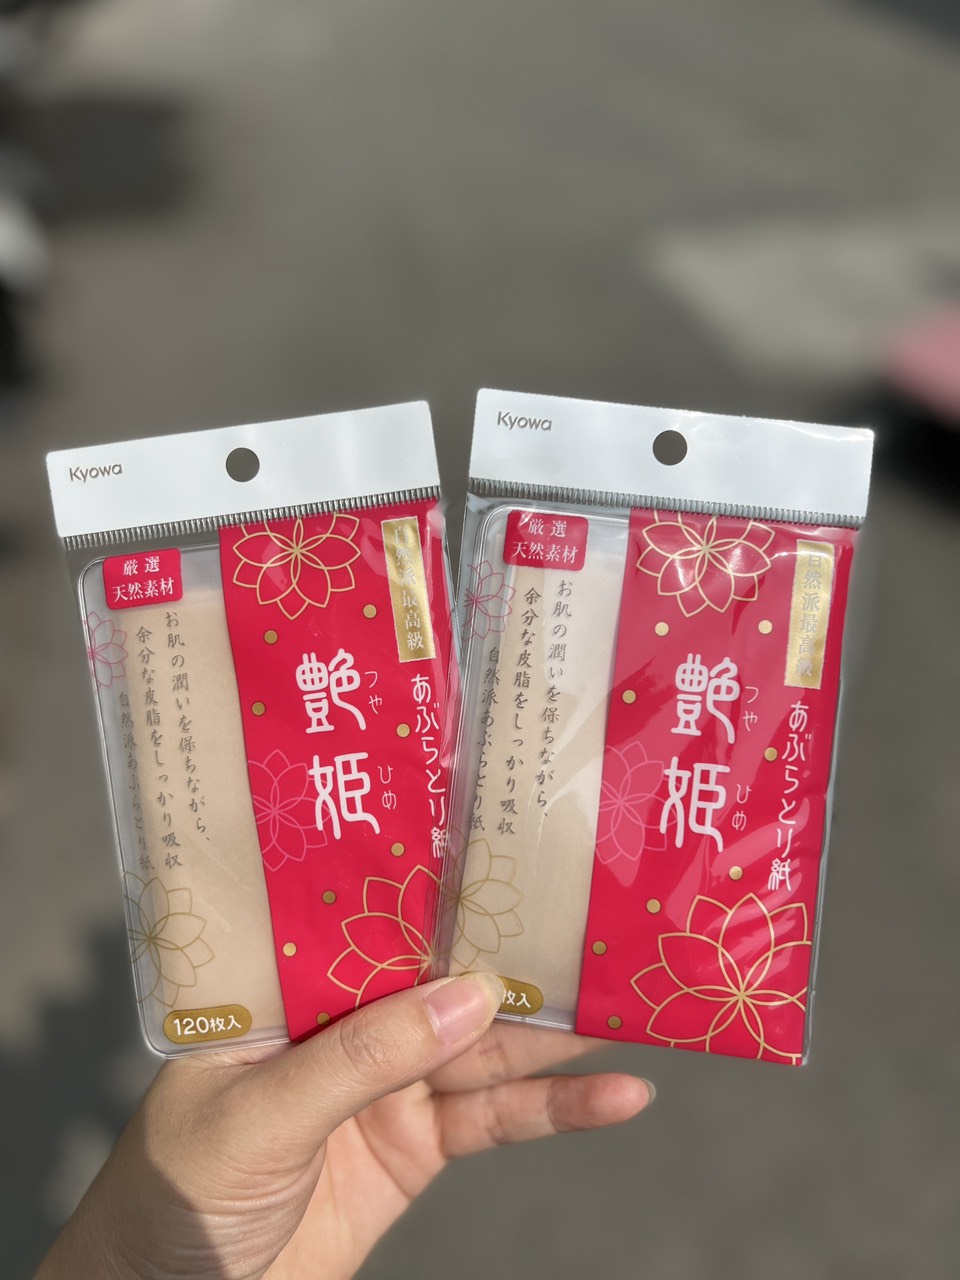 Kyowa
厳選
天然素材
自然派最高級
あぶらとり紙
艶姫
つや
ひめ
お肌の潤いを保ちながら、
余分な皮脂をしっかり吸収
自然派あぶらとり紙
120枚入
Kyowa
厳選
天然素材
自然派最高級
あぶらとり紙
艶姫
つや
ひめ
お肌の潤いを保ちながら、
余分な皮脂をしっかり吸収
自然派あぶらとり紙
枚入